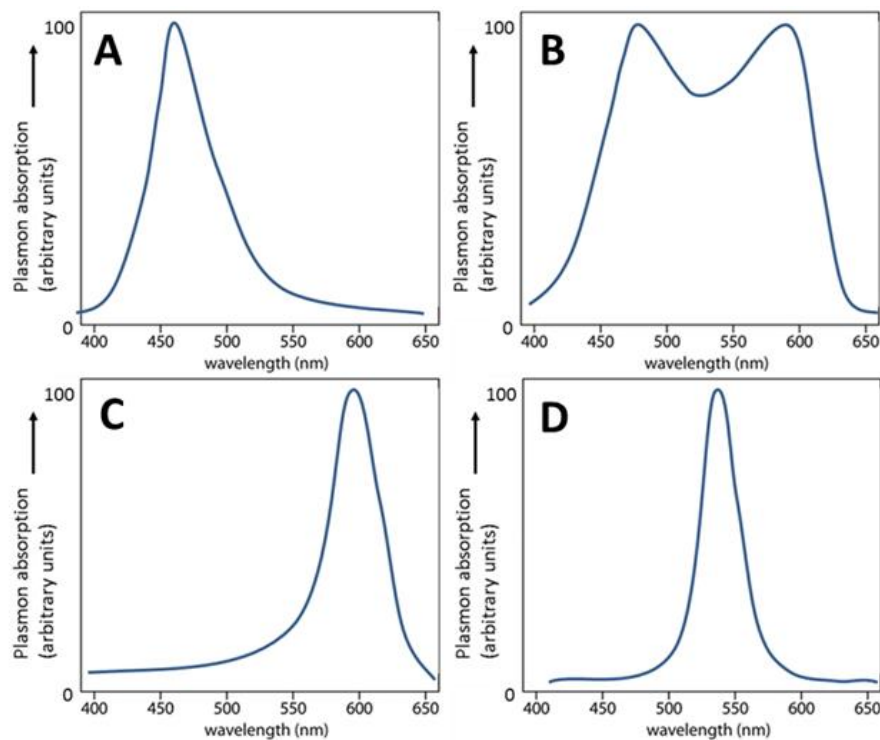 A
100
Plasmon absorption
(arbitrary units)
0
400 450 500 550 600 650
wavelength (nm)
B
100
Plasmon absorption
(arbitrary units)
0
400 450 500 550 600 650
wavelength (nm)
C
100
Plasmon absorption
(arbitrary units)
0
400 450 500 550 600 650
wavelength (nm)
D
100
Plasmon absorption
(arbitrary units)
0
400 450 500 550 600 650
wavelength (nm)